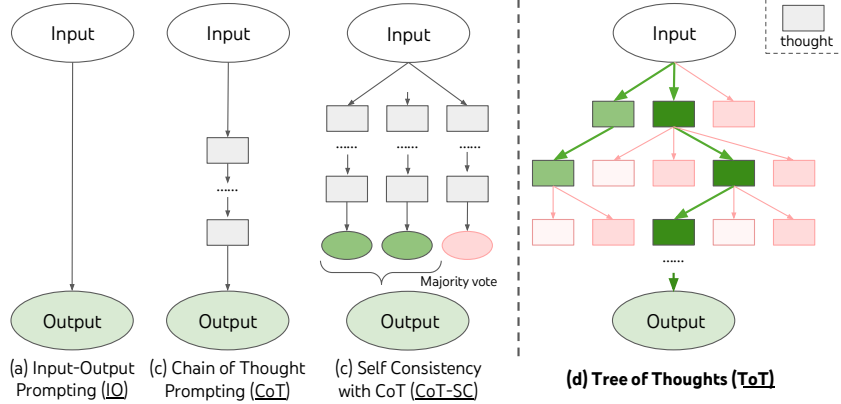 Input
Input
Input
Input
thought
......
......
......
......
......
Majority vote
Output
Output
Output
Output
(a) Input-Output
Prompting (IO)
(c) Chain of Thought
Prompting (CoT)
(c) Self Consistency
with CoT (CoT-SC)
(d) Tree of Thoughts (ToT)